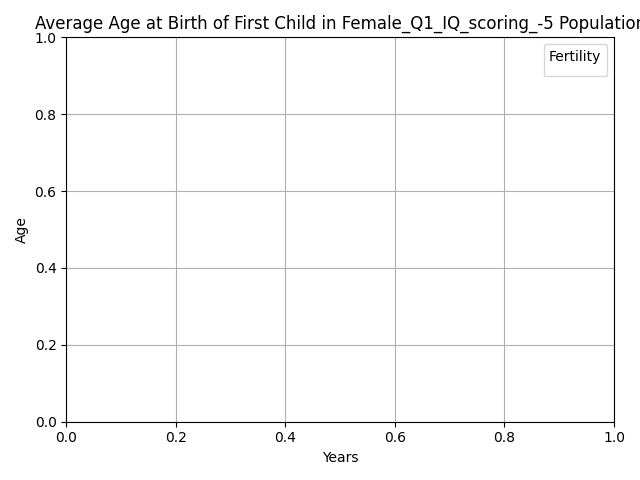 Average Age at Birth of First Child in Female_Q1_IQ_scoring_-5 Population
Fertility
1.0
0.8
0.6
0.4
0.2
0.0
Age
0.0 0.2 0.4 0.6 0.8 1.0
Years